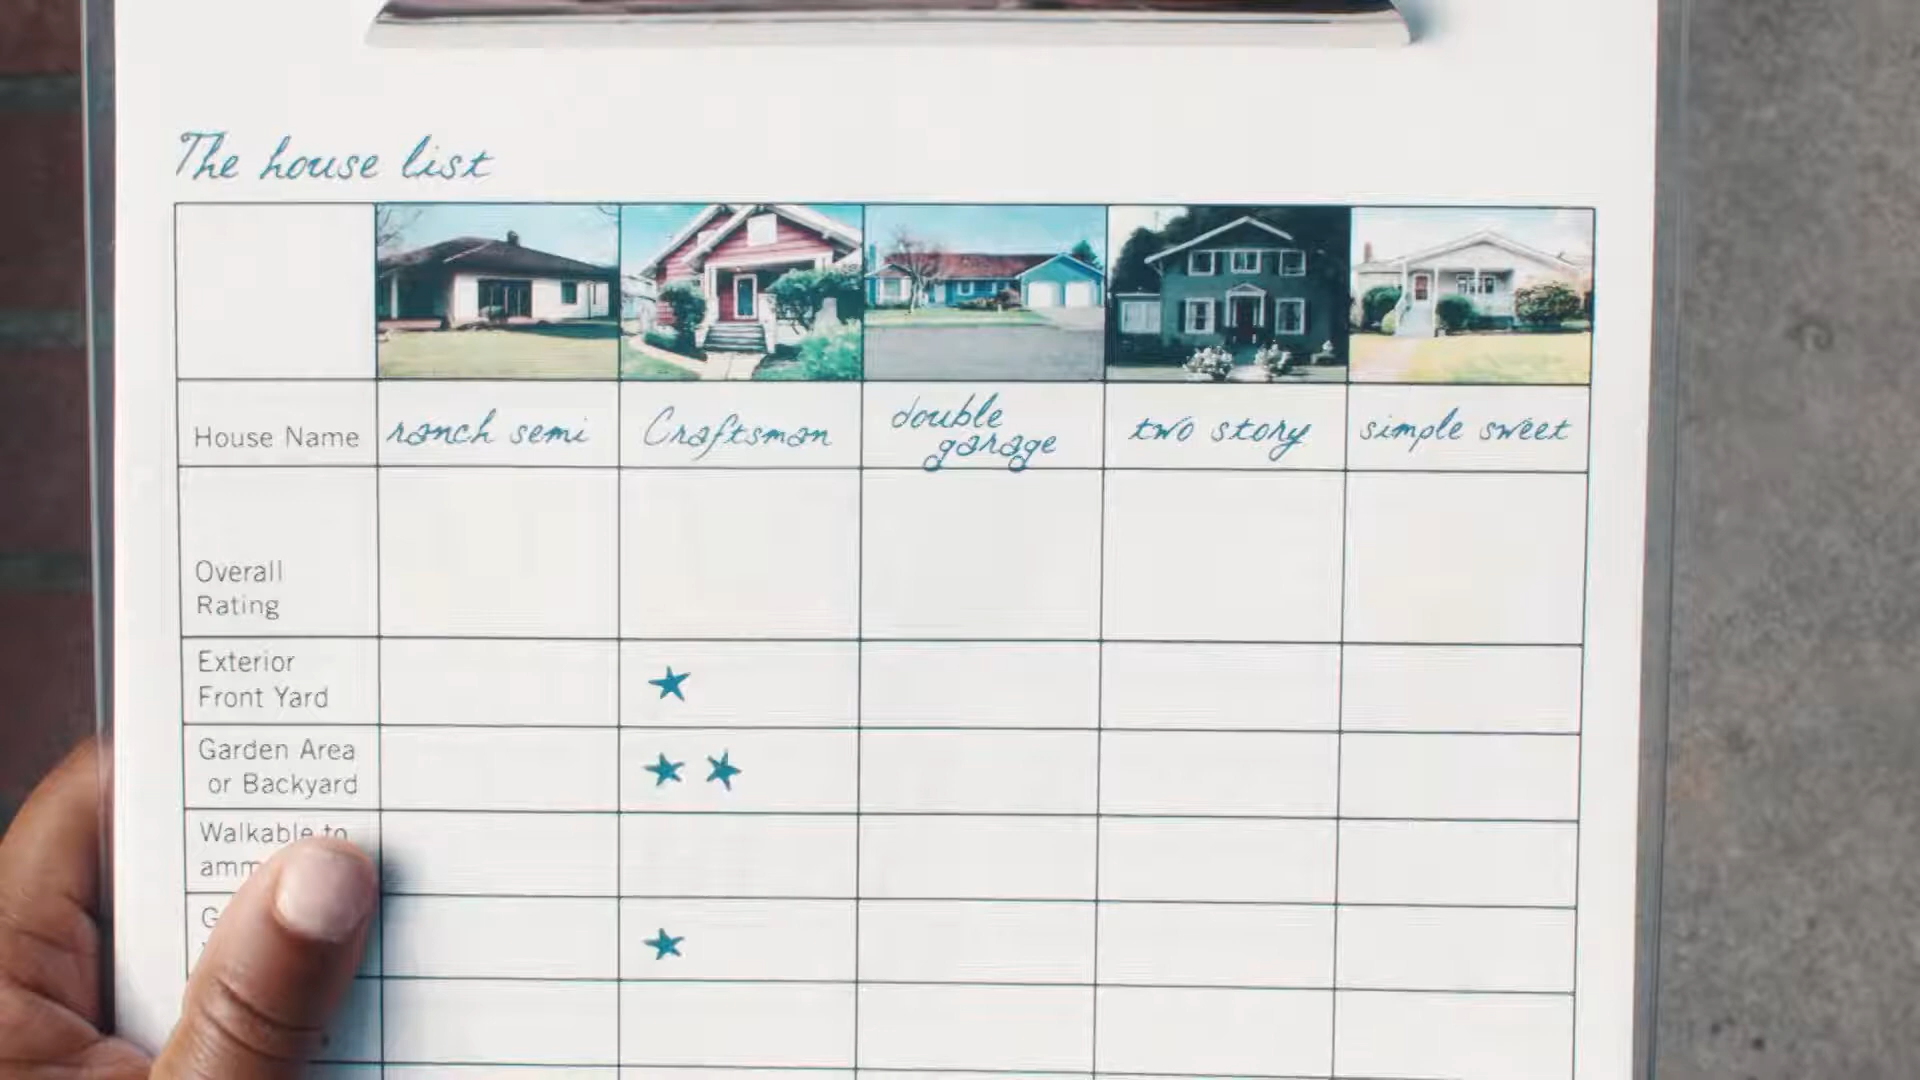 The house list
House Name
ranch semi
Craftsman
double
garage
two story
simple sweet
Overall
Rating
Exterior
Front Yard
Garden Area
or Backyard
Walkable to